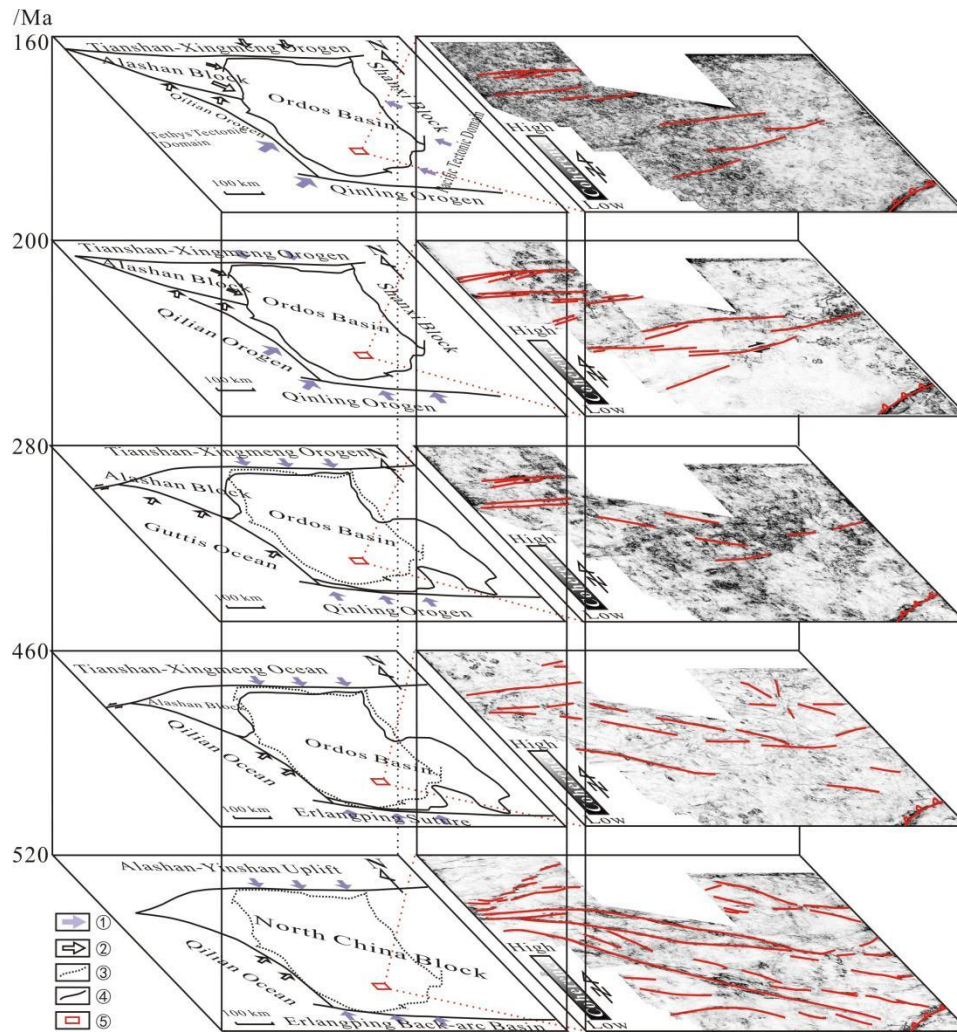 /Ma
160
Tianshan-Xingmeng Orogen
N
Alashan Block
Shanxi Block
Qilian Orogen
Ordos Basin
Tethys Tectonic
Domain
Pacific Tectonic Domain
100 km
Qinling Orogen
High
N
Low
200
Tianshan-Xingmeng Orogen
N
Alashan Block
Shanxi Block
Ordos Basin
Qilian Orogen
100 km
Qinling Orogen
High
N
Low
280
Tianshan-Xingmeng Orogen
N
Alashan Block
Ordos Basin
Guttis Ocean
100 km
Qinling Orogen
High
N
Low
460
Tianshan-Xingmeng Ocean
N
Alashan Block
Ordos Basin
Qilian Ocean
100 km
Erlangping Suture
High
N
Low
520
Alashan-Yinshan Uplift
N
North China Block
Qilian Ocean
100 km
Erlangping Back-arc Basin
High
N
Low
①
②
③
④
⑤